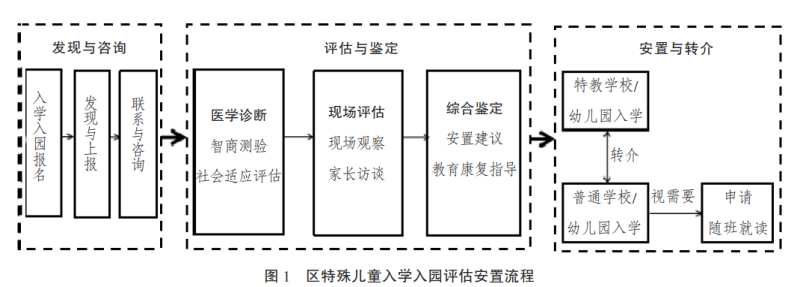 发现与咨询
入学入园报名
发现与上报
联系与咨询
评估与鉴定
医学诊断
智商测验
社会适应评估
现场评估
现场观察
家长访谈
综合鉴定
安置建议
教育康复指导
安置与转介
特教学校/
幼儿园入学
转介
普通学校/
幼儿园入学
视需要
申请
随班就读
图 1 区特殊儿童入学入园评估安置流程